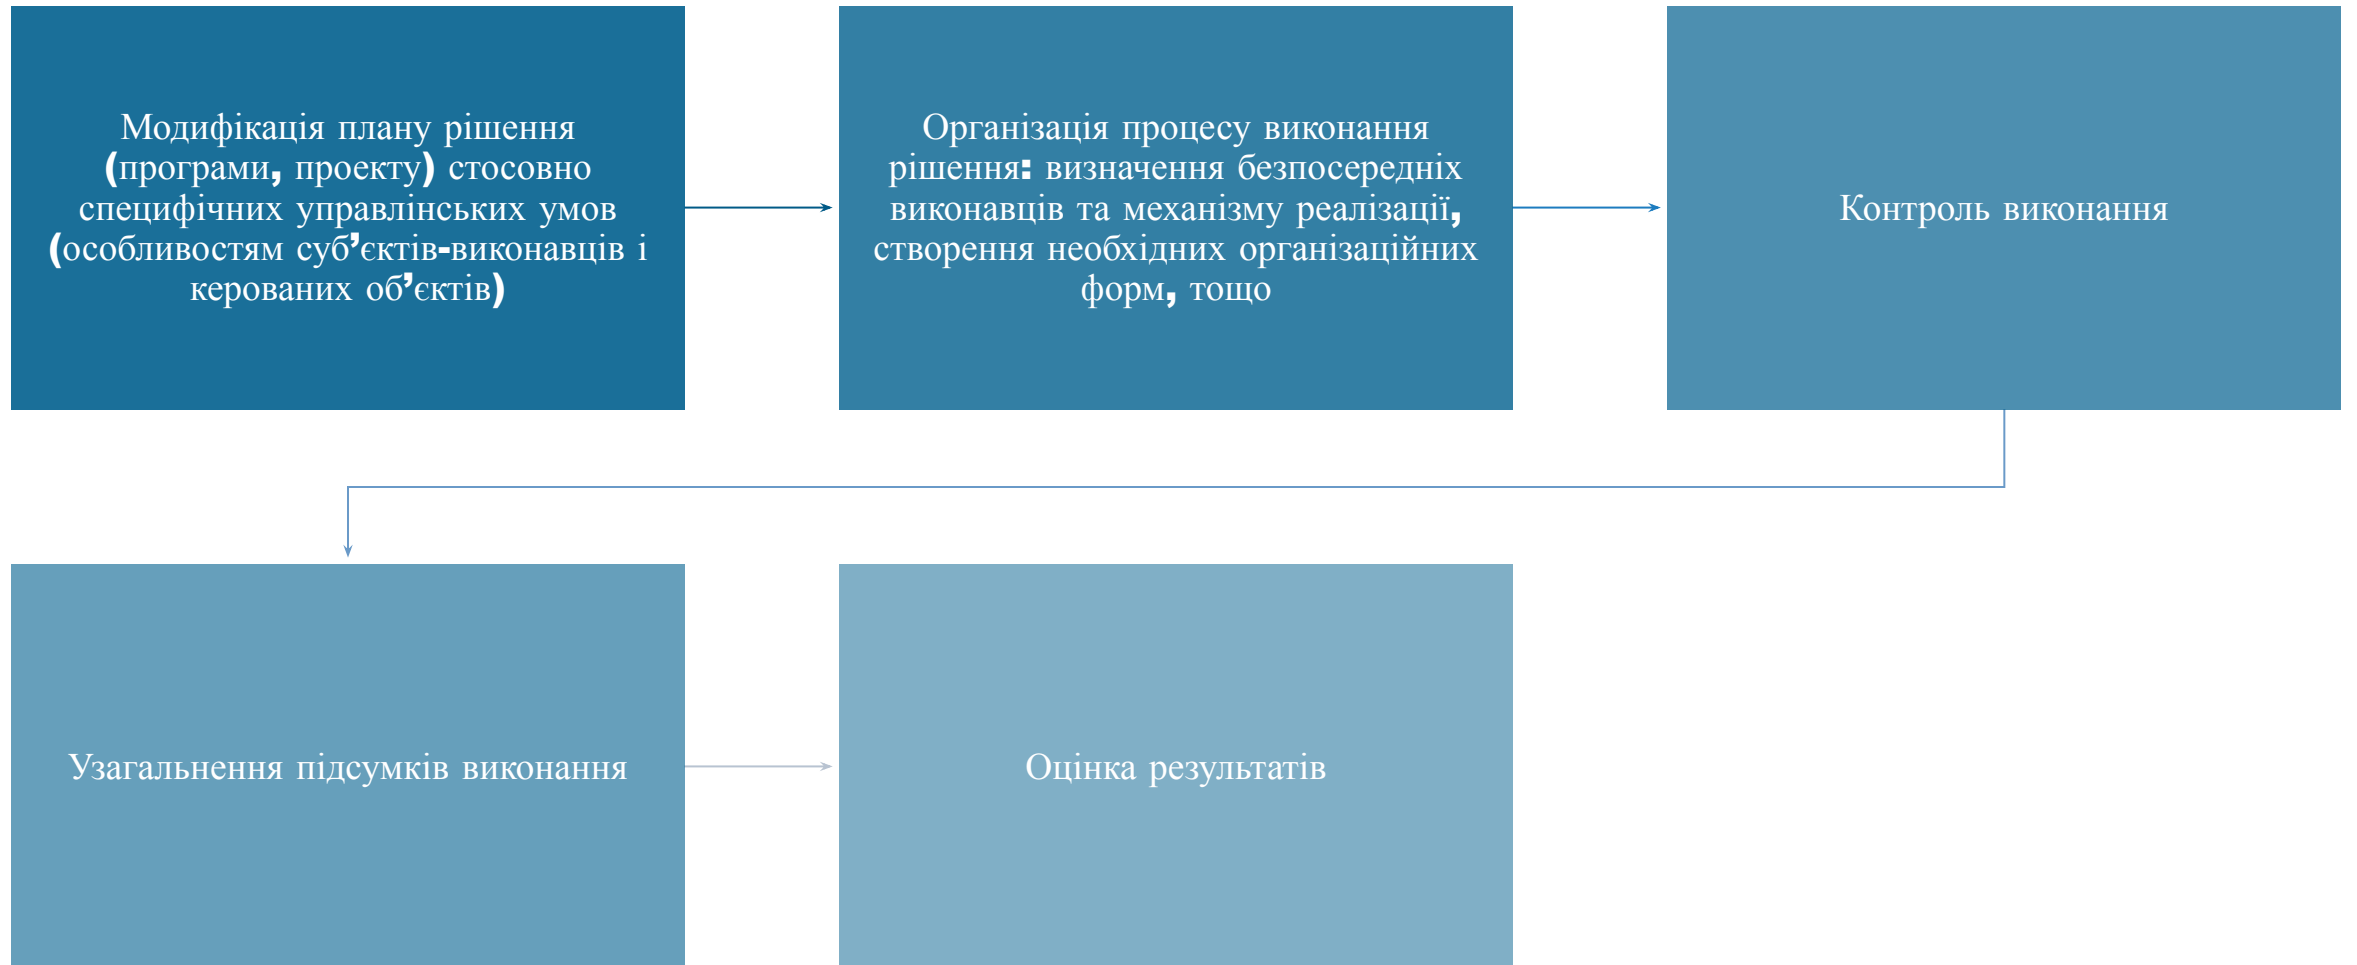 Модифікація плану рішення
(програми, проекту) стосовно
специфічних управлінських умов
(особливостям суб’єктів-виконавців і
керованих об’єктів)
Організація процесу виконання
рішення: визначення безпосередніх
виконавців та механізму реалізації,
створення необхідних організаційних
форм, тощо
Контроль виконання
Узагальнення підсумків виконання
Оцінка результатів